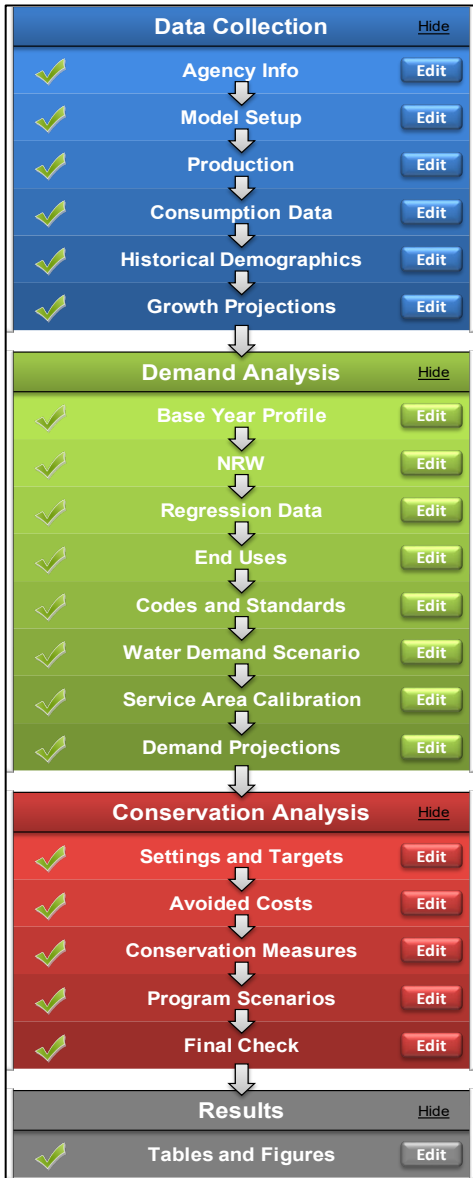 Data Collection Hide
Agency Info Edit
Model Setup Edit
Production Edit
Consumption Data Edit
Historical Demographics Edit
Growth Projections Edit
Demand Analysis Hide
Base Year Profile Edit
NRW Edit
Regression Data Edit
End Uses Edit
Codes and Standards Edit
Water Demand Scenario Edit
Service Area Calibration Edit
Demand Projections Edit
Conservation Analysis Hide
Settings and Targets Edit
Avoided Costs Edit
Conservation Measures Edit
Program Scenarios Edit
Final Check Edit
Results Hide
Tables and Figures Edit